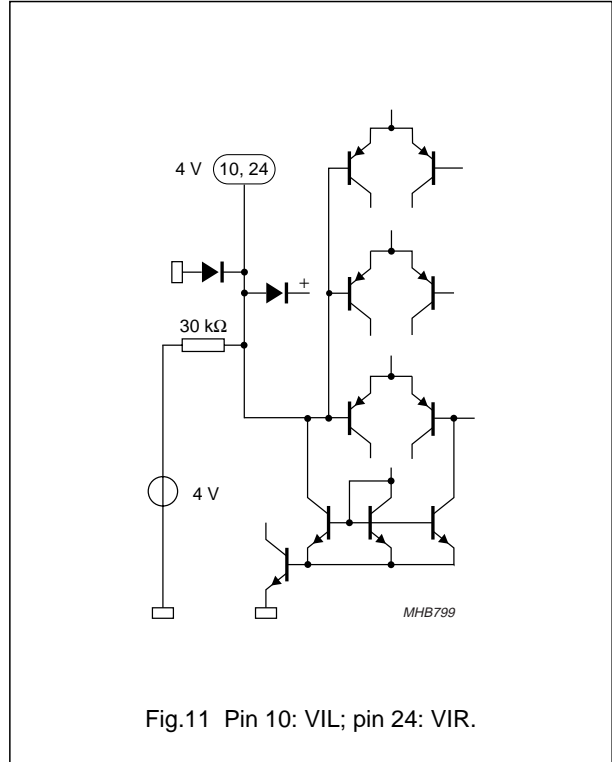 4 V 10, 24
+
30 kΩ
4 V
MHB799
Fig.11 Pin 10: VIL; pin 24: VIR.